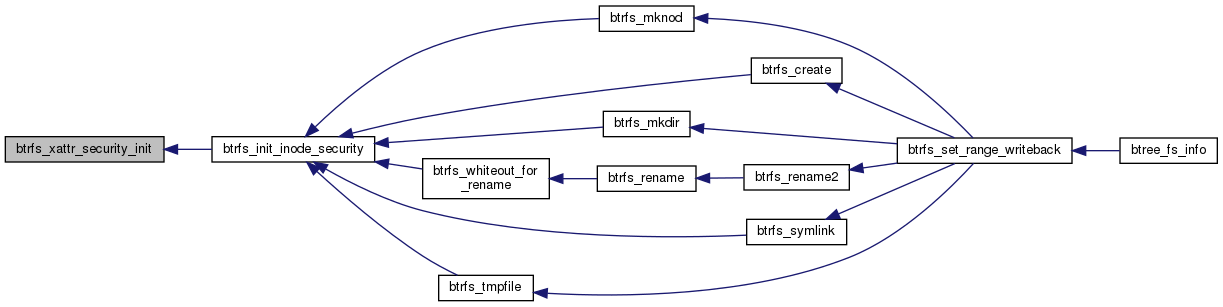 btrfs_xattr_security_init
btrfs_init_inode_security
btrfs_mknod
btrfs_create
btrfs_mkdir
btrfs_whiteout_for
_rename
btrfs_rename
btrfs_rename2
btrfs_symlink
btrfs_tmpfile
btrfs_set_range_writeback
btree_fs_info